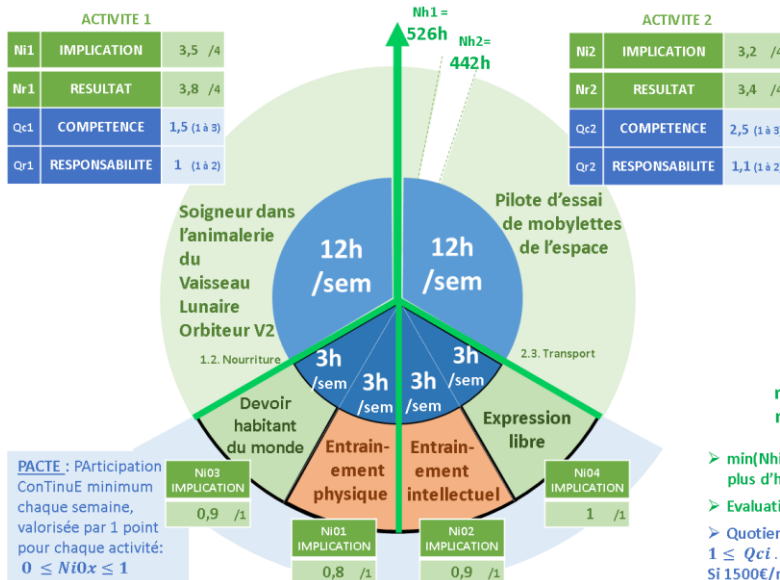 ACTIVITE 1
Ni1 IMPLICATION 3,5 /4
Nr1 RESULTAT 3,8 /4
Qc1 COMPETENCE 1,5 (1 à 3)
Qr1 RESPONSABILITE 1 (1 à 2)
Nh1 =
526h
Nh2=
442h
ACTIVITE 2
Ni2 IMPLICATION 3,2 /4
Nr2 RESULTAT 3,4 /4
Qc2 COMPETENCE 2,5 (1 à 3)
Qr2 RESPONSABILITE 1,1 (1 à 2)
Soigneur dans
l'animalerie
du
Vaisseau
Lunaire
Orbiteur V2
1.2. Nourriture
12h
/sem
12h
/sem
Pilote d'essai
de mobylettes
de l'espace
2.3. Transport
3h
/sem
3h
/sem
3h
/sem
3h
/sem
Devoir
habitant
du monde
Entrain-
ement
physique
Entrain-
ement
intellectuel
Expression
libre
Ni03
IMPLICATION
0,9 /1
Ni01
IMPLICATION
0,8 /1
Ni02
IMPLICATION
0,9 /1
Ni04
IMPLICATION
1 /1
PACTE : PArticipation
ConTinuE minimum
chaque semaine,
valorisée par 1 point
pour chaque activité:
0 ≤ Ni0x ≤ 1
➢ min(Nhi
plus d'h
➢ Evaluati
➢ Quotien
1 ≤ Qci .
Si 1500€/